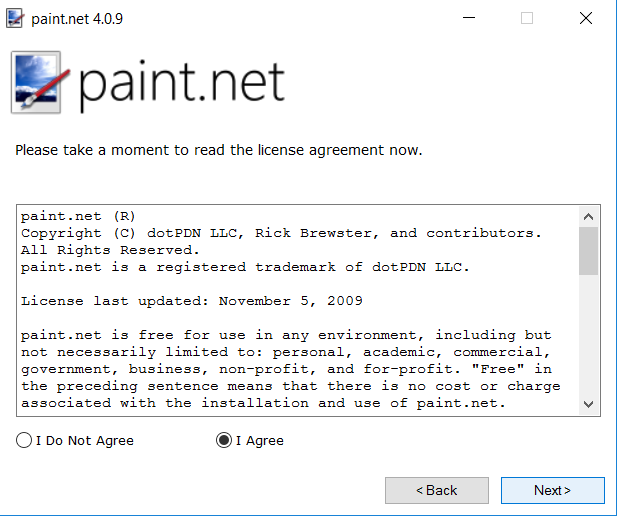 paint.net 4.0.9
paint.net
Please take a moment to read the license agreement now.
paint.net (R)
Copyright (C) dotPDN LLC, Rick Brewster, and contributors.
All Rights Reserved.
paint.net is a registered trademark of dotPDN LLC.
License last updated: November 5, 2009
paint.net is free for use in any environment, including but
not necessarily limited to: personal, academic, commercial,
government, business, non-profit, and for-profit. "Free" in
the preceding sentence means that there is no cost or charge
associated with the installation and use of paint.net.
I Do Not Agree I Agree
< Back Next >